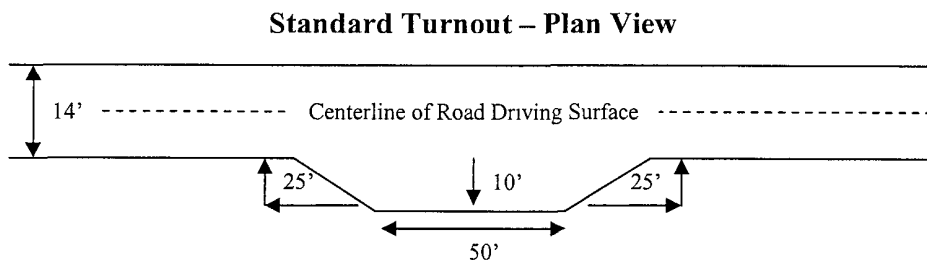 Standard Turnout – Plan View
14’
Centerline of Road Driving Surface
25’
10’
25’
50’